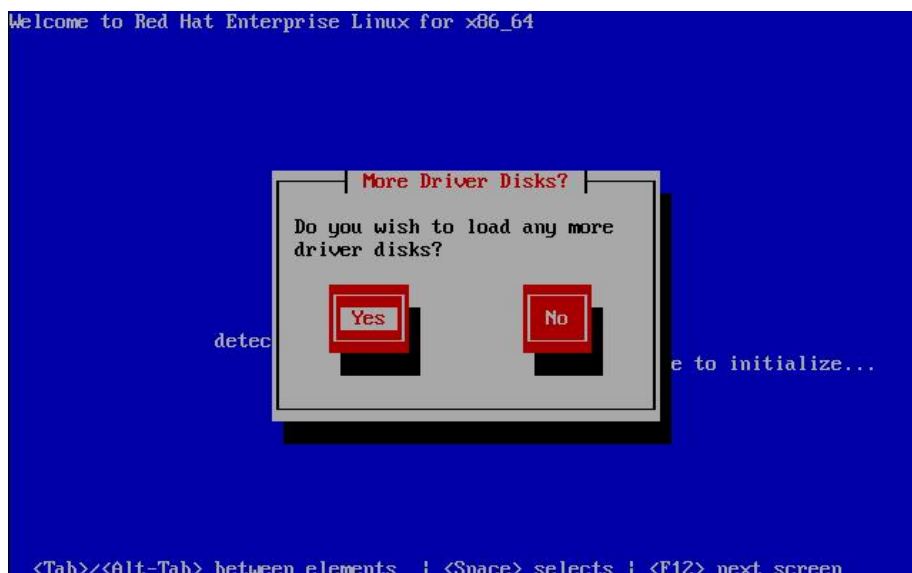 Welcome to Red Hat Enterprise Linux for x86_64
More Driver Disks?
Do you wish to load any more
driver disks?
Yes No
detec
e to initialize...
<Tab>/<Alt-Tab> between elements | <Space> selects | <F12> next screen